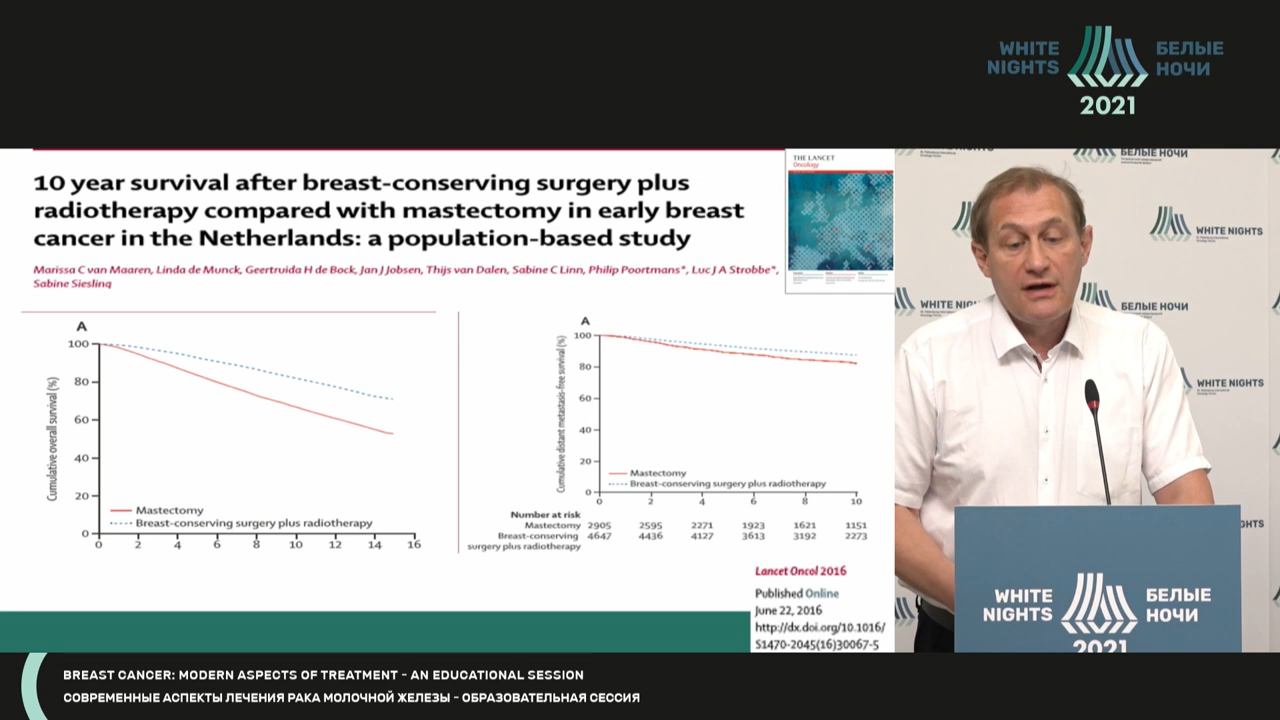 WHITE NIGHTS
БЕЛЫЕ НОЧИ
2021
10 year survival after breast-conserving surgery plus
radiotherapy compared with mastectomy in early breast
cancer in the Netherlands: a population-based study
Marissa C van Maaren, Linda de Munck, Geertruida H de Bock, Jan J Jobsen, Thijs van Dalen, Sabine C Linn, Philip Poortmans*, Luc J A Strobbe*,
Sabine Siesling
THE LANCET
Oncology
A
Cumulative overall survival (%)
100
80
60
40
20
0
Mastectomy
Breast-conserving surgery plus radiotherapy
0 2 4 6 8 10 12 14 16
A
Cumulative distant metastasis-free survival (%)
100
80
60
40
20
0
Mastectomy
Breast-conserving surgery plus radiotherapy
0 2 4 6 8 10
Number at risk
Mastectomy 2905 2595 2271 1923 1621 1151
Breast-conserving 4647 4436 4127 3613 3192 2273
surgery plus radiotherapy
Lancet Oncol 2016
Published Online
June 22, 2016
http://dx.doi.org/10.1016/
S1470-2045(16)30067-5
БЕЛЫЕ НОЧИ
WHITE NIGHTS
БЕЛЫЕ НОЧИ
WHITE NIGHTS
WHITE NIGHTS
БЕЛЫЕ НОЧИ
2021
BREAST CANCER: MODERN ASPECTS OF TREATMENT - AN EDUCATIONAL SESSION
СОВРЕМЕННЫЕ АСПЕКТЫ ЛЕЧЕНИЯ РАКА МОЛОЧНОЙ ЖЕЛЕЗЫ - ОБРАЗОВАТЕЛЬНАЯ СЕССИЯ